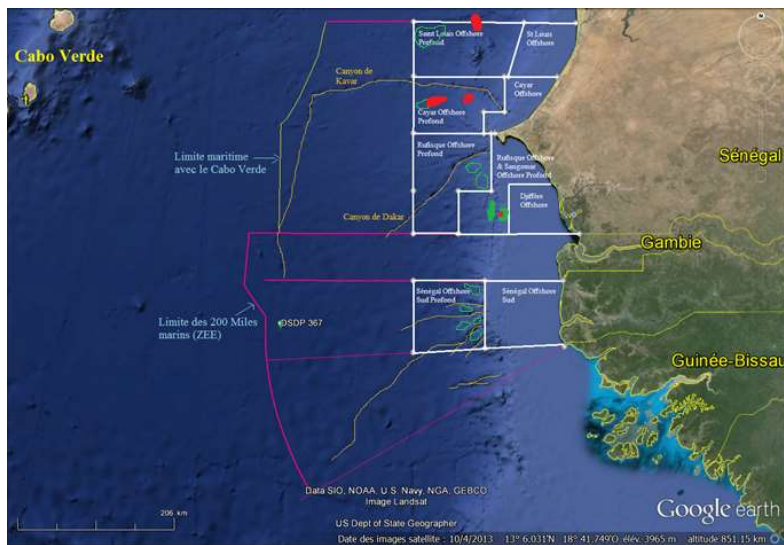 Cabo Verde
Saint Louis Offshore
Profond
St Louis
Offshore
Canyon de
Kayar
Cayar
Offshore
Cayar Offshore
Profond
Sénégal
Limite maritime
avec le Cabo Verde
Rufisque Offshore
Profond
Rufisque Offshore
& Sangomar
Offshore Profond
Djiffère
Offshore
Canyon de Dakar
Gambie
Sénégal Offshore
Sud Profond
Sénégal Offshore
Sud
Limite des 200 Miles
marins (ZEE)
DSDP 367
Guinée-Bissau
Data SIO, NOAA, U.S. Navy, NGA, GEBCO
Image Landsat
206 km
Google earth
US Dept of State Geographer
Date des images satellite : 10/4/2013 13° 6.031'N 18° 41.749'O élév. 3965 m altitude 851.15 km